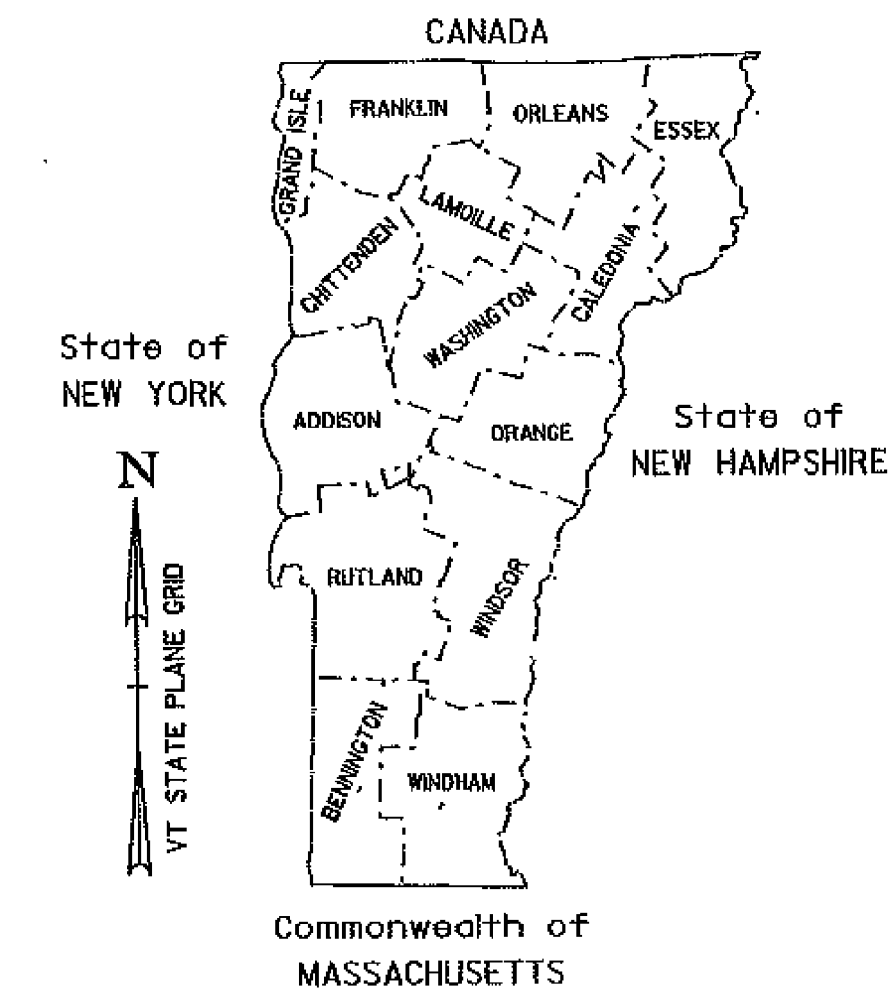 CANADA
FRANKLIN
ORLEANS
ESSEX
GRAND ISLE
LAMOILLE
CHITTENDEN
CALEDONIA
WASHINGTON
State of
NEW YORK
ADDISON
ORANGE
State of
NEW HAMPSHIRE
N
VT STATE PLANE GRID
RUTLAND
WINDSOR
BENNINGTON
WINDHAM
Commonwealth of
MASSACHUSETTS